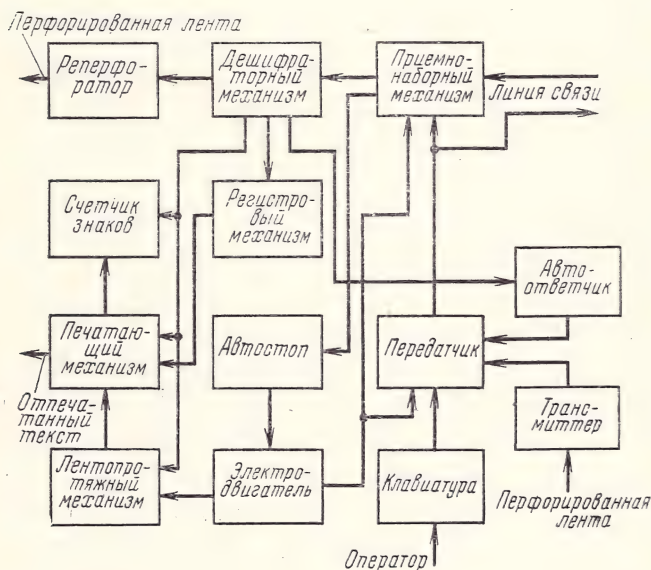 Перфорированная лента
Реперфо-
ратор
Дешифра-
торный
механизм
Приемно-
наборный
механизм
Линия связи
Счетчик
знаков
Регистро-
вый
механизм
Авто-
ответчик
Печатаю-
щий
механизм
Автостоп
Передатчик
Отпеча-
танный
текст
Транс-
миттер
Лентопро-
тяжный
механизм
Электро-
двигатель
Клавиатура
Перфорированная
лента
Оператор